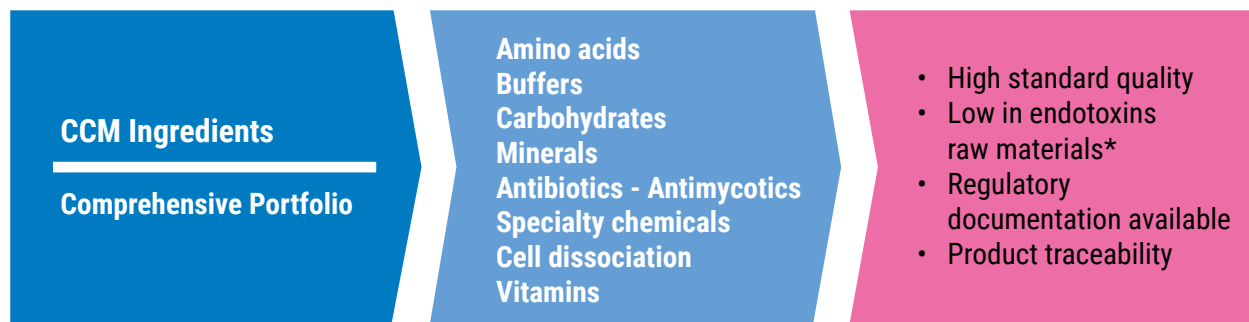 CCM Ingredients
Comprehensive Portfolio
Amino acids
Buffers
Carbohydrates
Minerals
Antibiotics - Antimycotics
Specialty chemicals
Cell dissociation
Vitamins
• High standard quality
• Low in endotoxins
raw materials*
• Regulatory
documentation available
• Product traceability